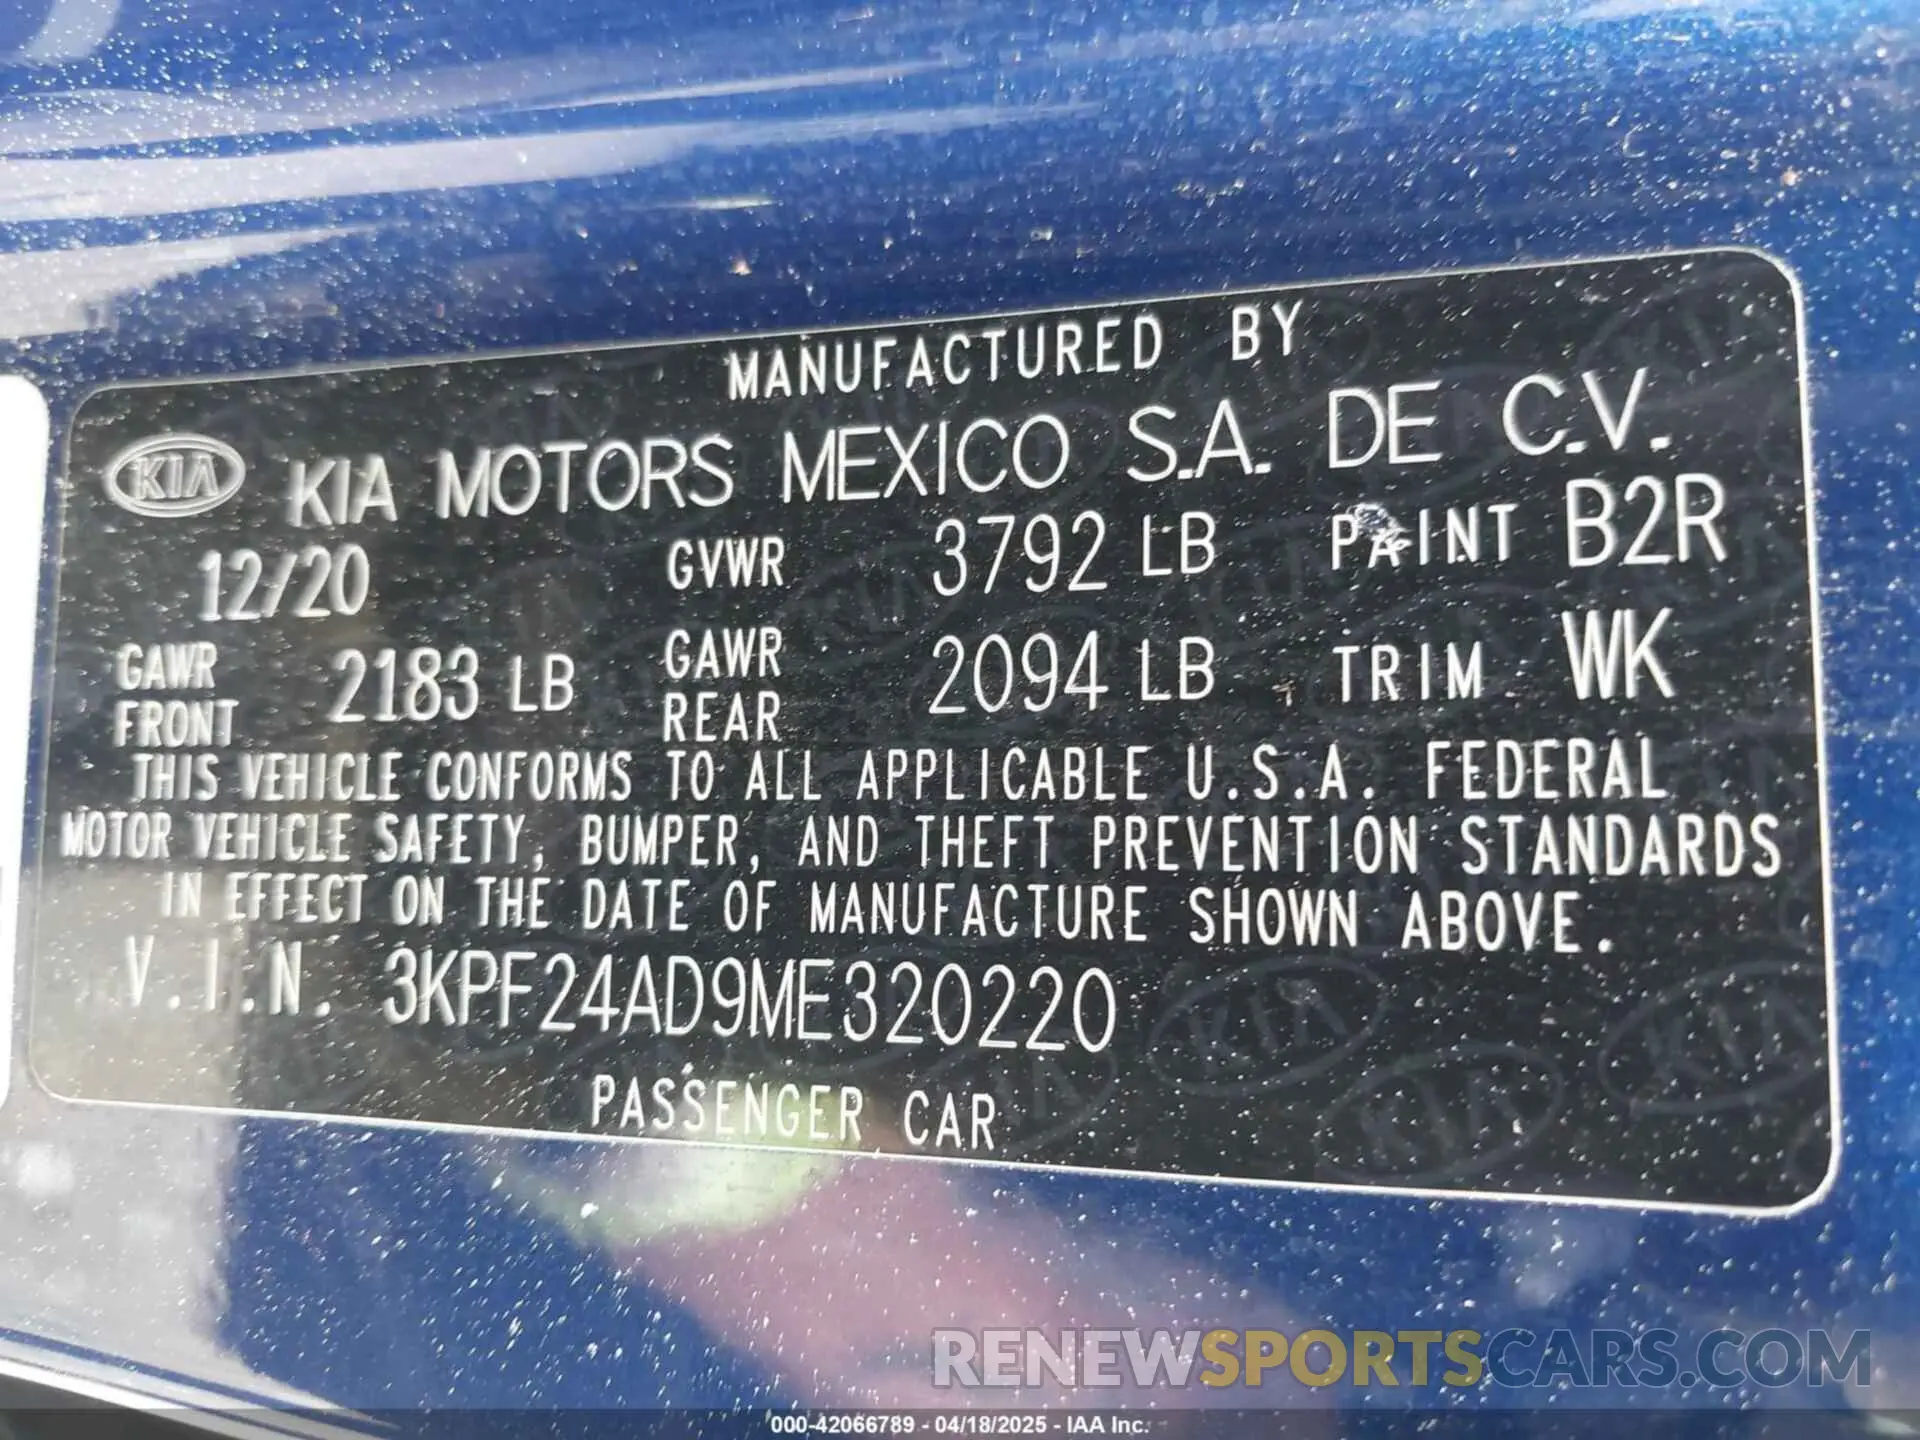 MANUFACTURED BY
KIA KIA MOTORS MEXICO S.A. DE C.V.
12/20 GVWR 3792 LB PAINT B2R
GAWR FRONT 2183 LB GAWR REAR 2094 LB TRIM WK
THIS VEHICLE CONFORMS TO ALL APPLICABLE U.S.A. FEDERAL
MOTOR VEHICLE SAFETY, BUMPER, AND THEFT PREVENTION STANDARDS
IN EFFECT ON THE DATE OF MANUFACTURE SHOWN ABOVE.
V.I.N. 3KPF24AD9ME320220
PASSENGER CAR
RENEWSPORTSCARS.COM
000-42066789 - 04/18/2025 - IAA Inc.